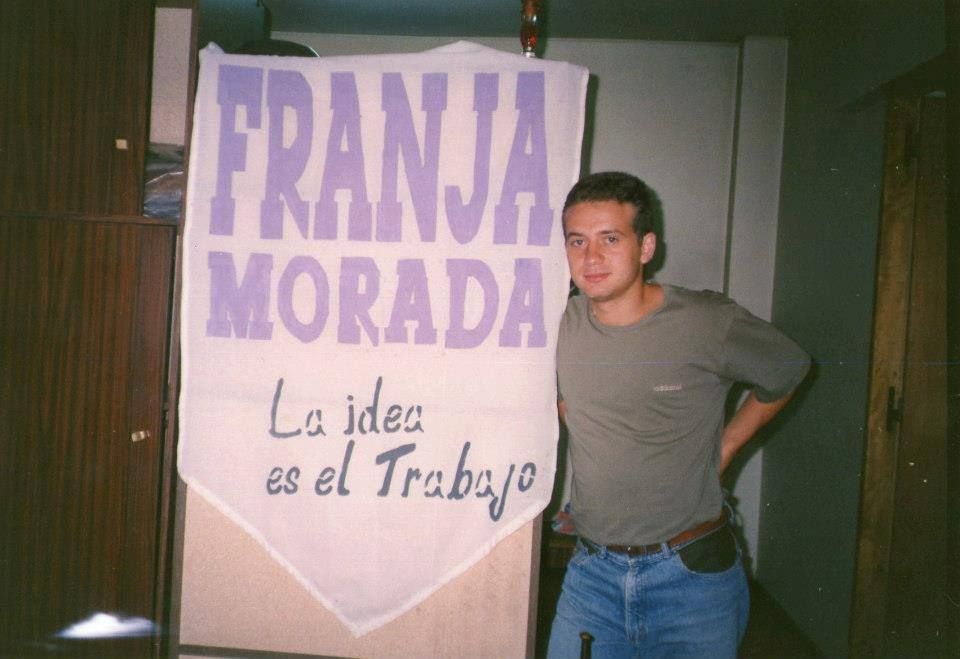 FRANJA
MORADA
La idea
es el Trabajo